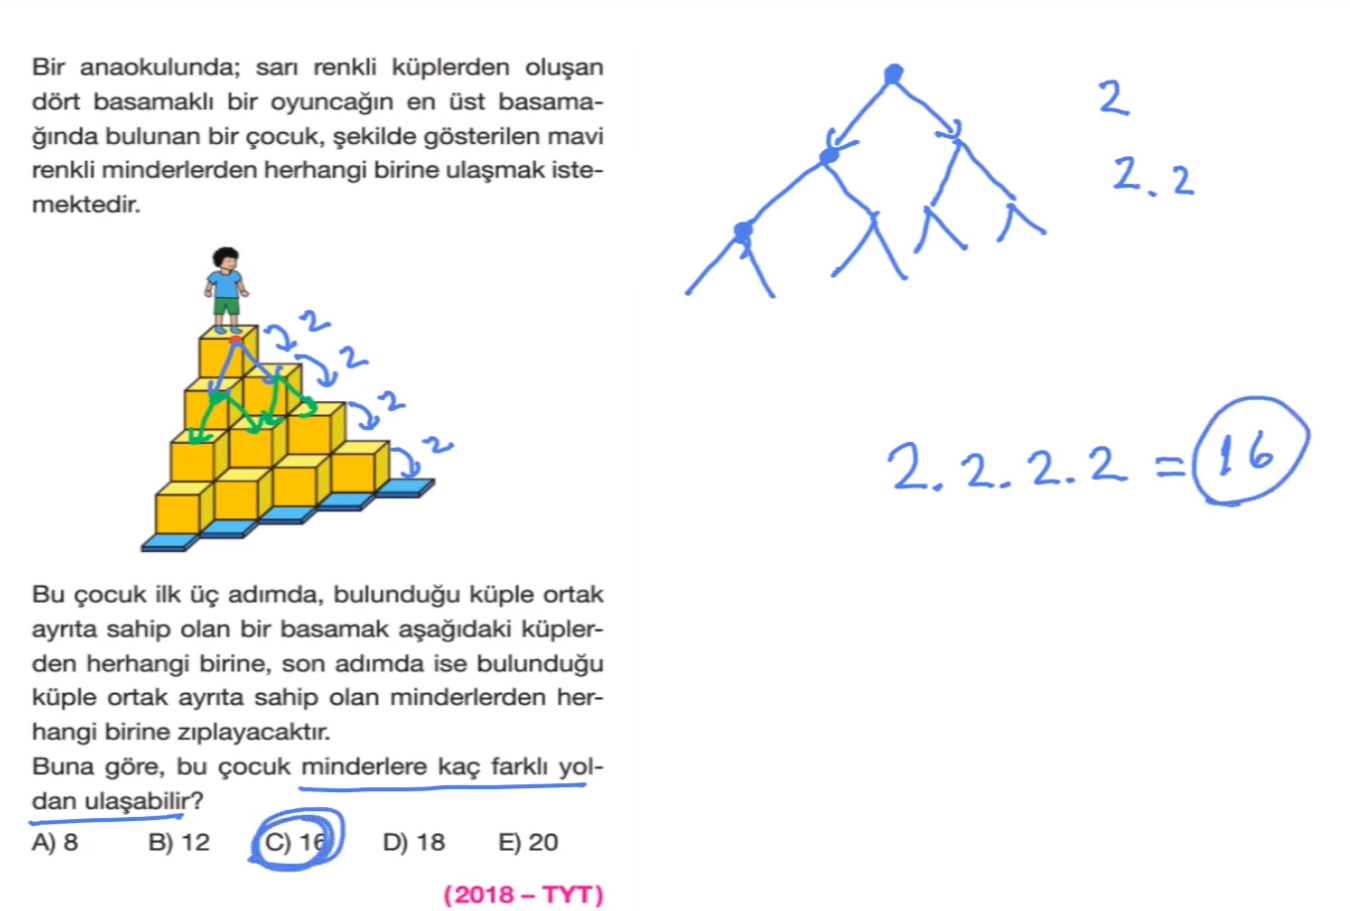 Bir anaokulunda; sarı renkli küplerden oluşan
dört basamaklı bir oyuncağın en üst basama-
ğında bulunan bir çocuk, şekilde gösterilen mavi
renkli minderlerden herhangi birine ulaşmak iste-
mektedir.
2
2
2
2
Bu çocuk ilk üç adımda, bulunduğu küple ortak
ayrıta sahip olan bir basamak aşağıdaki küpler-
den herhangi birine, son adımda ise bulunduğu
küple ortak ayrıta sahip olan minderlerden her-
hangi birine zıplayacaktır.
Buna göre, bu çocuk minderlere kaç farklı yol-
dan ulaşabilir?
A) 8 B) 12 C) 16 D) 18 E) 20
(2018 – TYT)
2
2.2
2.2.2.2 = 16